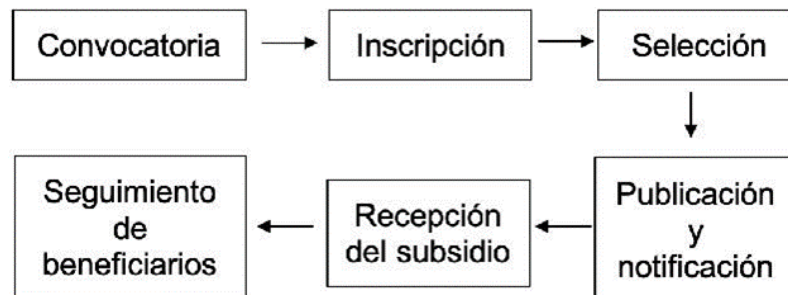 Convocatoria
Inscripción
Selección
Publicación
y
notificación
Recepción
del subsidio
Seguimiento
de
beneficiarios